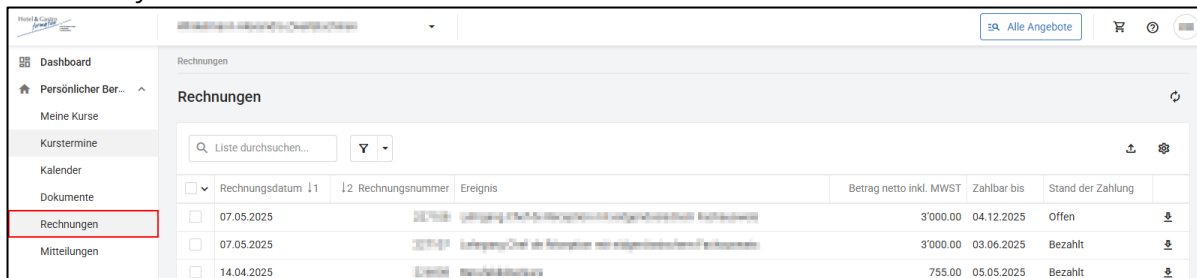 Hotel & Gastro
formation
Alle Angebote
Dashboard
Persönlicher Ber...
Meine Kurse
Kurstermine
Kalender
Dokumente
Rechnungen
Mitteilungen
Rechnungen
Rechnungen
Liste durchsuchen...
Rechnungsdatum ↓1 ↓2 Rechnungsnummer Ereignis Betrag netto inkl. MWST Zahlbar bis Stand der Zahlung
07.05.2025 3'000.00 04.12.2025 Offen
07.05.2025 3'000.00 03.06.2025 Bezahlt
14.04.2025 755.00 05.05.2025 Bezahlt